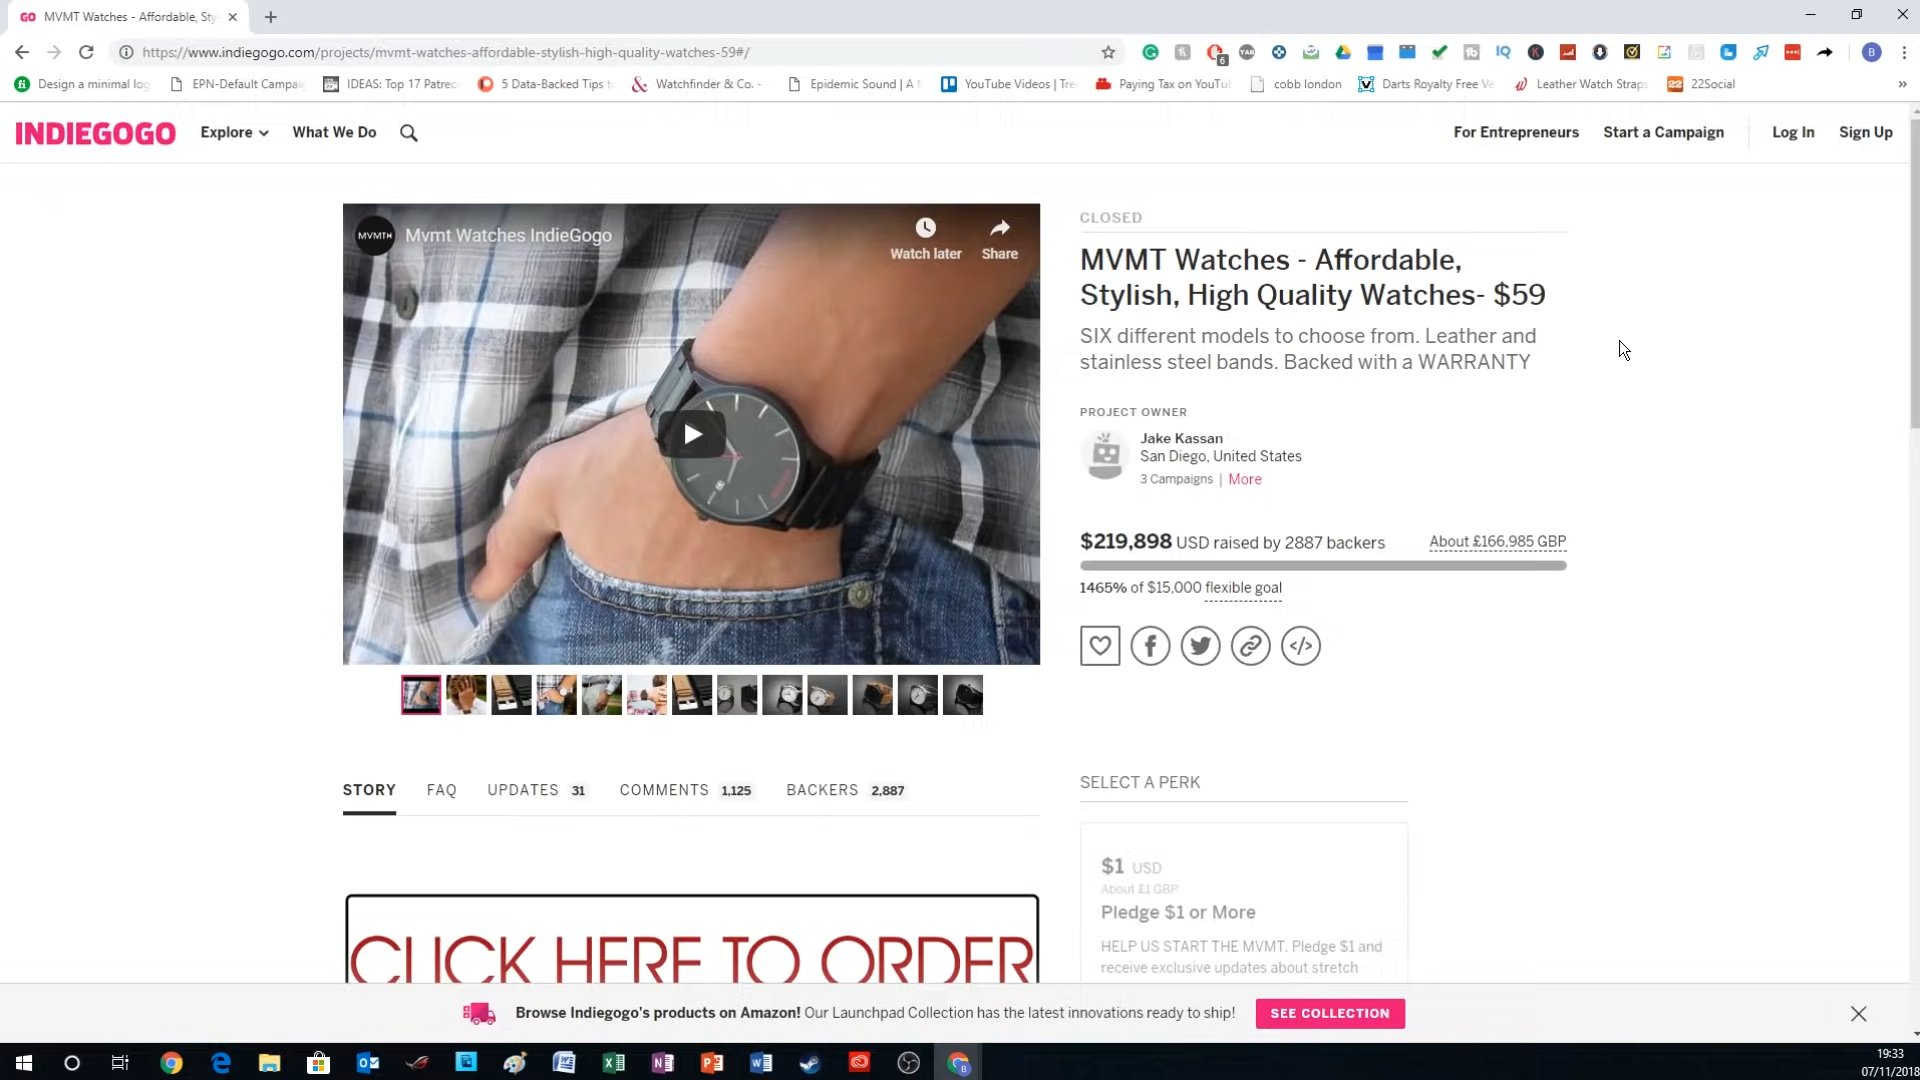 GO MVMT Watches - Affordable, Sty
https://www.indiegogo.com/projects/mvmt-watches-affordable-stylish-high-quality-watches-59#/
Design a minimal log
EPN-Default Campai
IDEAS: Top 17 Patre
5 Data-Backed Tips t
Watchfinder & Co. -
Epidemic Sound | A
YouTube Videos | Tre
Paying Tax on YouTu
cobb london
Darts Royalty Free Ve
Leather Watch Straps
22Social
INDIEGOGO
Explore
What We Do
For Entrepreneurs
Start a Campaign
Log In
Sign Up
MVMT
Mvmt Watches IndieGogo
Watch later
Share
CLOSED
MVMT Watches - Affordable,
Stylish, High Quality Watches- $59
SIX different models to choose from. Leather and
stainless steel bands. Backed with a WARRANTY
PROJECT OWNER
Jake Kassan
San Diego, United States
3 Campaigns | More
$219,898 USD raised by 2887 backers
About £166,985 GBP
1465% of $15,000 flexible goal
STORY
FAQ
UPDATES 31
COMMENTS 1,125
BACKERS 2,887
SELECT A PERK
$1 USD
About £1 GBP
Pledge $1 or More
HELP US START THE MVMT. Pledge $1 and
receive exclusive updates about stretch
CLICK HERE TO ORDER
Browse Indiegogo's products on Amazon! Our Launchpad Collection has the latest innovations ready to ship!
SEE COLLECTION
19:33
07/11/2018